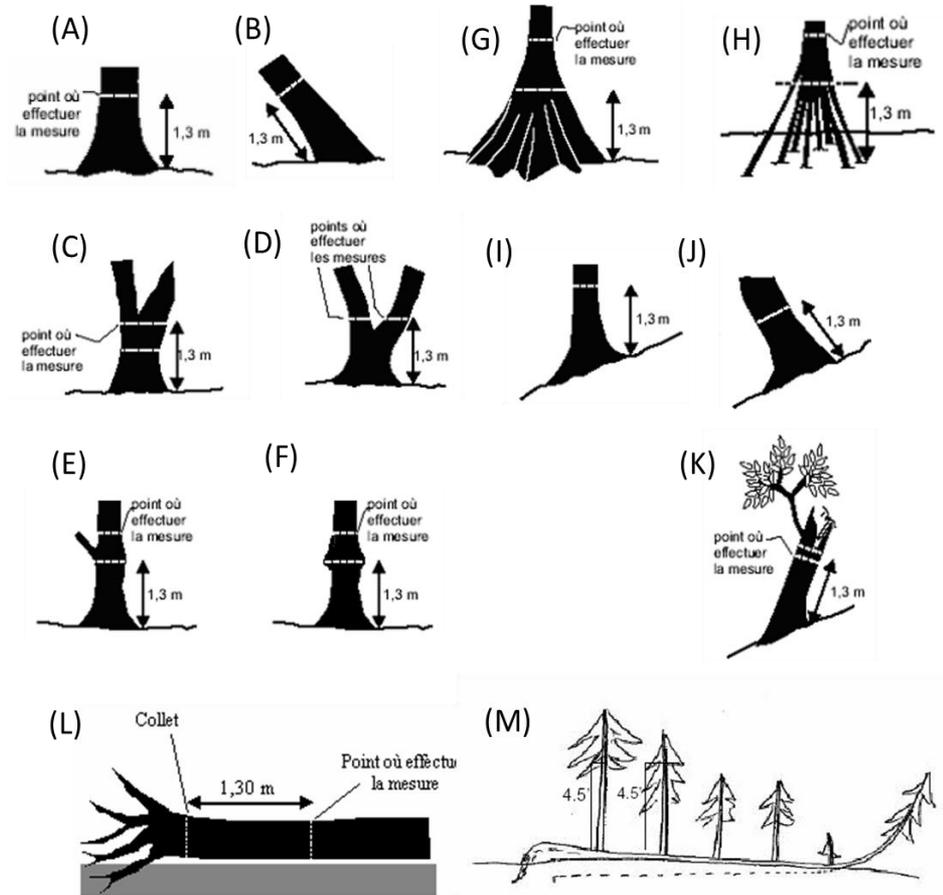 (A)
point où
effectuer
la mesure
1,3 m
(B)
1,3 m
(G)
point où
effectuer
la mesure
1,3 m
(H)
point où
effectuer
la mesure
1,3 m
(C)
point où
effectuer
la mesure
1,3 m
(D)
points où
effectuer
les mesures
1,3 m
(I)
1,3 m
(J)
1,3 m
(E)
point où
effectuer
la mesure
1,3 m
(F)
point où
effectuer
la mesure
1,3 m
(K)
point où
effectuer
la mesure
1,3 m
(L)
Collet
1,30 m
Point où effectu
la mesure
(M)
4.5'
4.5'